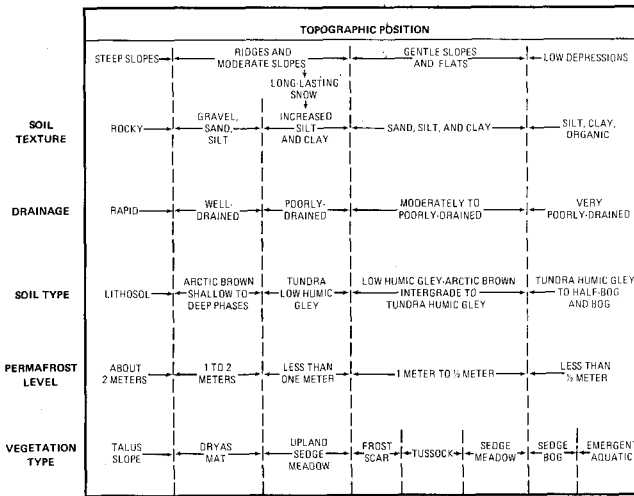 TOPOGRAPHIC POSITION
STEEP SLOPES RIDGES AND MODERATE SLOPES GENTLE SLOPES AND FLATS LOW DEPRESSIONS
LONG-LASTING SNOW
SOIL TEXTURE ROCKY GRAVEL, SAND, SILT INCREASED SILT AND CLAY SAND, SILT, AND CLAY SILT, CLAY, ORGANIC
DRAINAGE RAPID WELL-DRAINED POORLY-DRAINED MODERATELY TO POORLY-DRAINED VERY POORLY-DRAINED
SOIL TYPE LITHOSOL ARCTIC BROWN SHALLOW TO DEEP PHASES TUNDRA LOW HUMIC GLEY LOW HUMIC GLEY-ARCTIC BROWN INTERGRADE TO TUNDRA HUMIC GLEY TUNDRA HUMIC GLEY TO HALF-BOG AND BOG
PERMAFROST LEVEL ABOUT 2 METERS 1 TO 2 METERS LESS THAN ONE METER 1 METER TO ½ METER LESS THAN ½ METER
VEGETATION TYPE TALUS SLOPE DRYAS MAT UPLAND SEDGE MEADOW FROST SCAR TUSSOCK SEDGE MEADOW SEDGE BOG EMERGENT AQUATIC